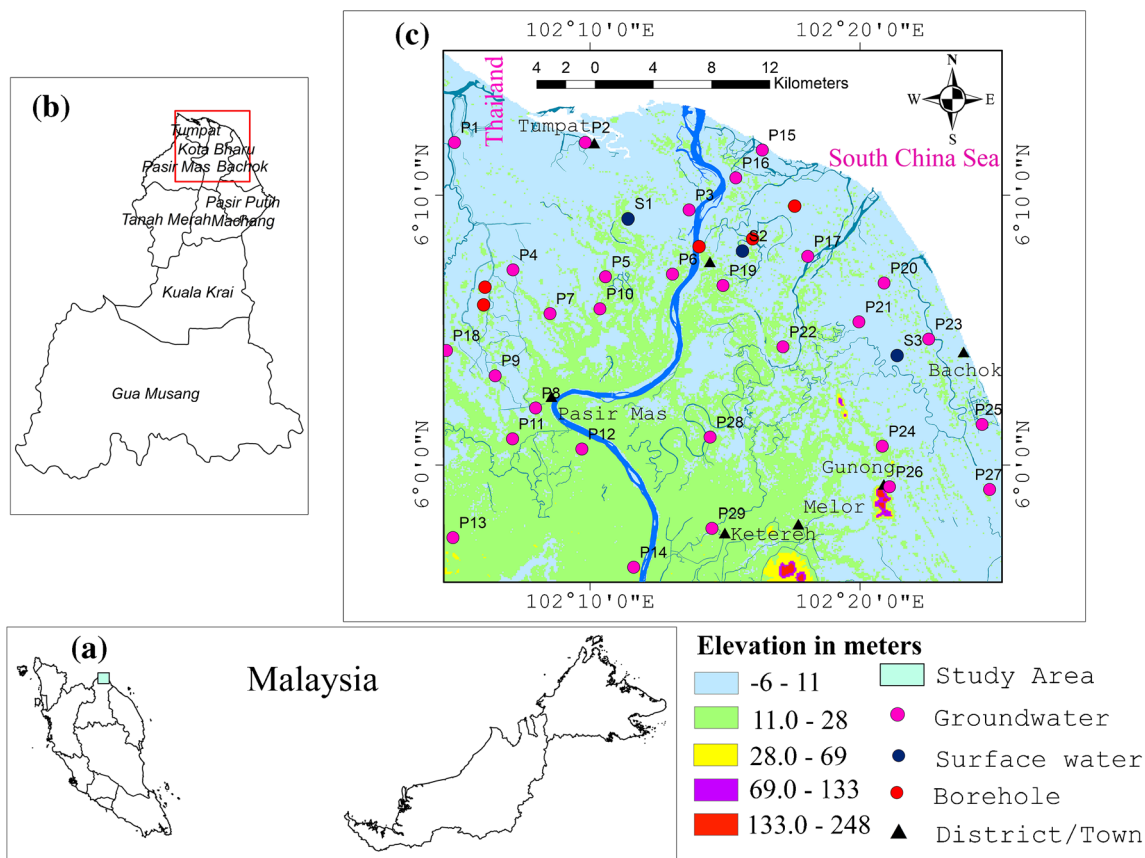 (c)
102°10'0"E
102°20'0"E
4 2 0 4 8 12
Kilometers
N
W E
S
Thailand
South China Sea
6°10'0"N
6°10'0"N
6°0'0"N
6°0'0"N
P1
Tumpat
P2
P15
P16
P3
S1
S2
P17
P4
P5
P6
P19
P20
P7
P10
P21
P18
P22
P23
S3
P9
Bachok
P8
Pasir Mas
P25
P11
P12
P28
P24
Gunong
P26
P27
Melor
P13
P29
Ketereh
P14
102°10'0"E
102°20'0"E
(b)
Tumpat
Kota Bharu
Pasir Mas
Bachok
Pasir Putih
Tanah Merah
Machang
Kuala Krai
Gua Musang
(a)
Malaysia
Elevation in meters
-6 - 11
11.0 - 28
28.0 - 69
69.0 - 133
133.0 - 248
Study Area
Groundwater
Surface water
Borehole
District/Town